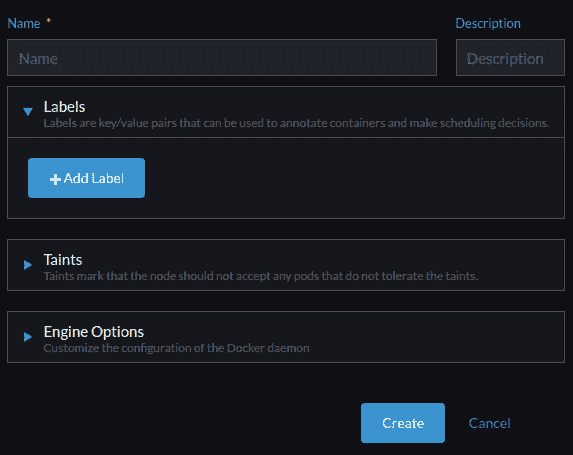 Name * Description
Name Description
Labels
Labels are key/value pairs that can be used to annotate containers and make scheduling decisions.
+Add Label
Taints
Taints mark that the node should not accept any pods that do not tolerate the taints.
Engine Options
Customize the configuration of the Docker daemon
Create Cancel